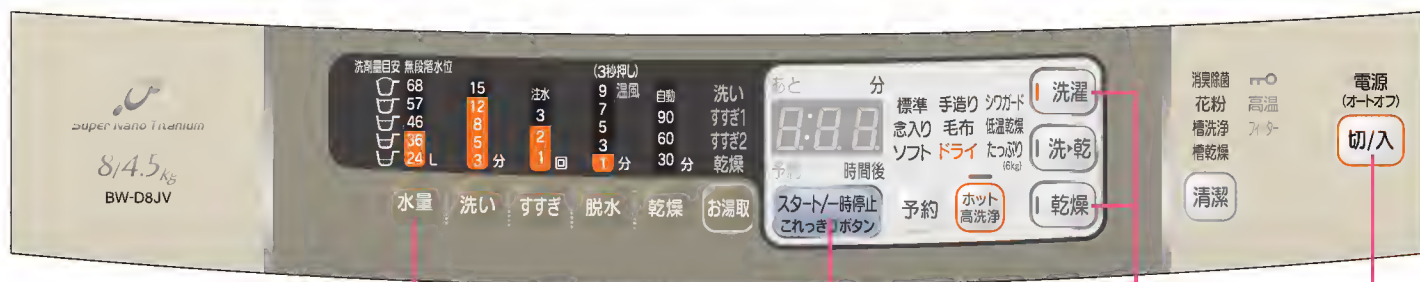 Super Nano Titanium
8/4.5Kg
BW-D8JV
洗剤量目安 無段階水位
68
57
46
36
24 L
15
12
8
5
3 分
注水
3
2
1 回
(3秒押し)
9 温風
7
5
3
1 分
自動
90
60
30 分
洗い
すすぎ1
すすぎ2
乾燥
水量
洗い
すすぎ
脱水
乾燥
お湯取
あと 分
8:88
予約 時間後
標準 手造り シワガード
念入り 毛布 低温乾燥
ソフト ドライ たっぷり
(6kg)
スタート/一時停止
これっきりボタン
予約
ホット
高洗浄
洗濯
洗▸乾
乾燥
消臭除菌
花粉 高温
槽洗浄 フィルター
槽乾燥
清潔
電源
(オートオフ)
切/入